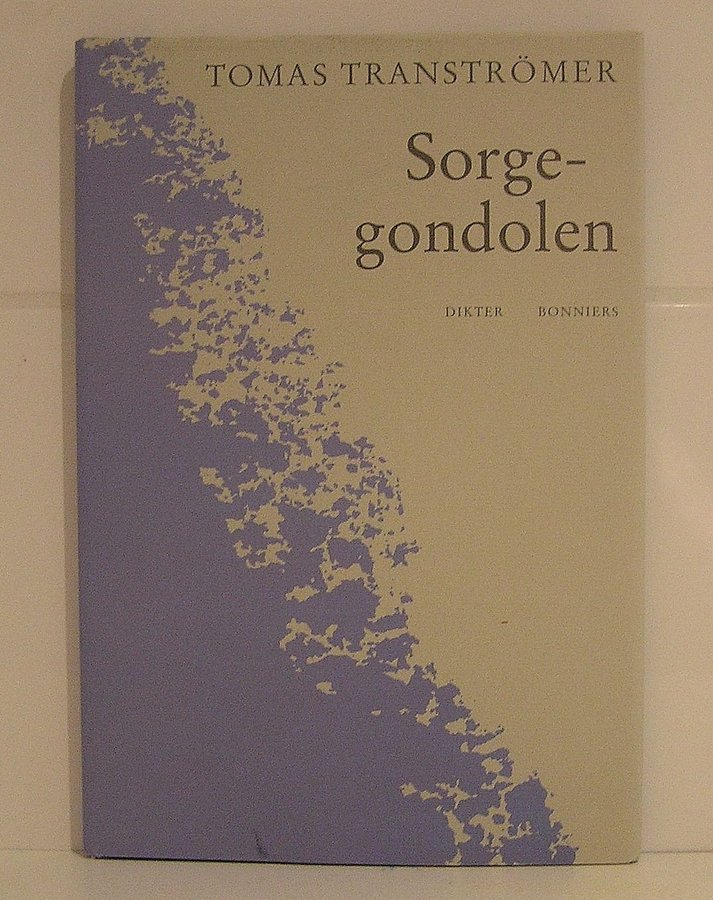 TOMAS TRANSTRÖMER
Sorge-
gondolen
DIKTER BONNIERS